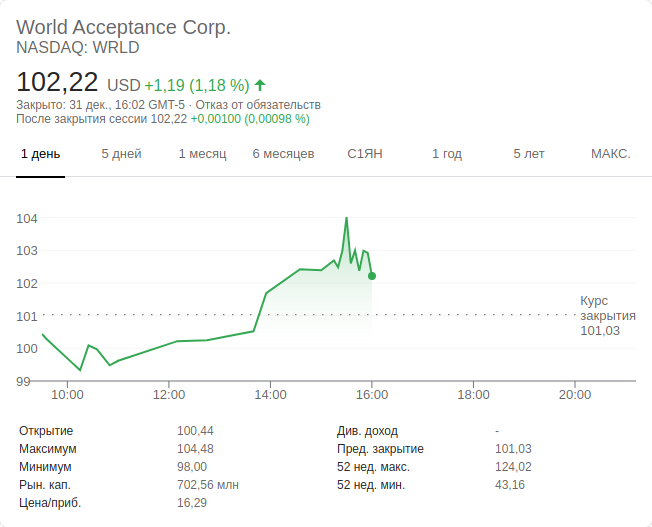 World Acceptance Corp.
NASDAQ: WRLD
102,22 USD +1,19 (1,18 %)
Закрыто: 31 дек., 16:02 GMT-5 · Отказ от обязательств
После закрытия сессии 102,22 +0,00100 (0,00098 %)
1 день 5 дней 1 месяц 6 месяцев С1ЯН 1 год 5 лет МАКС.
104
103
102
101
100
99
Курс
закрытия
101,03
10:00 12:00 14:00 16:00 18:00 20:00
Открытие 100,44 Див. доход -
Максимум 104,48 Пред. закрытие 101,03
Минимум 98,00 52 нед. макс. 124,02
Рын. кап. 702,56 млн 52 нед. мин. 43,16
Цена/приб. 16,29